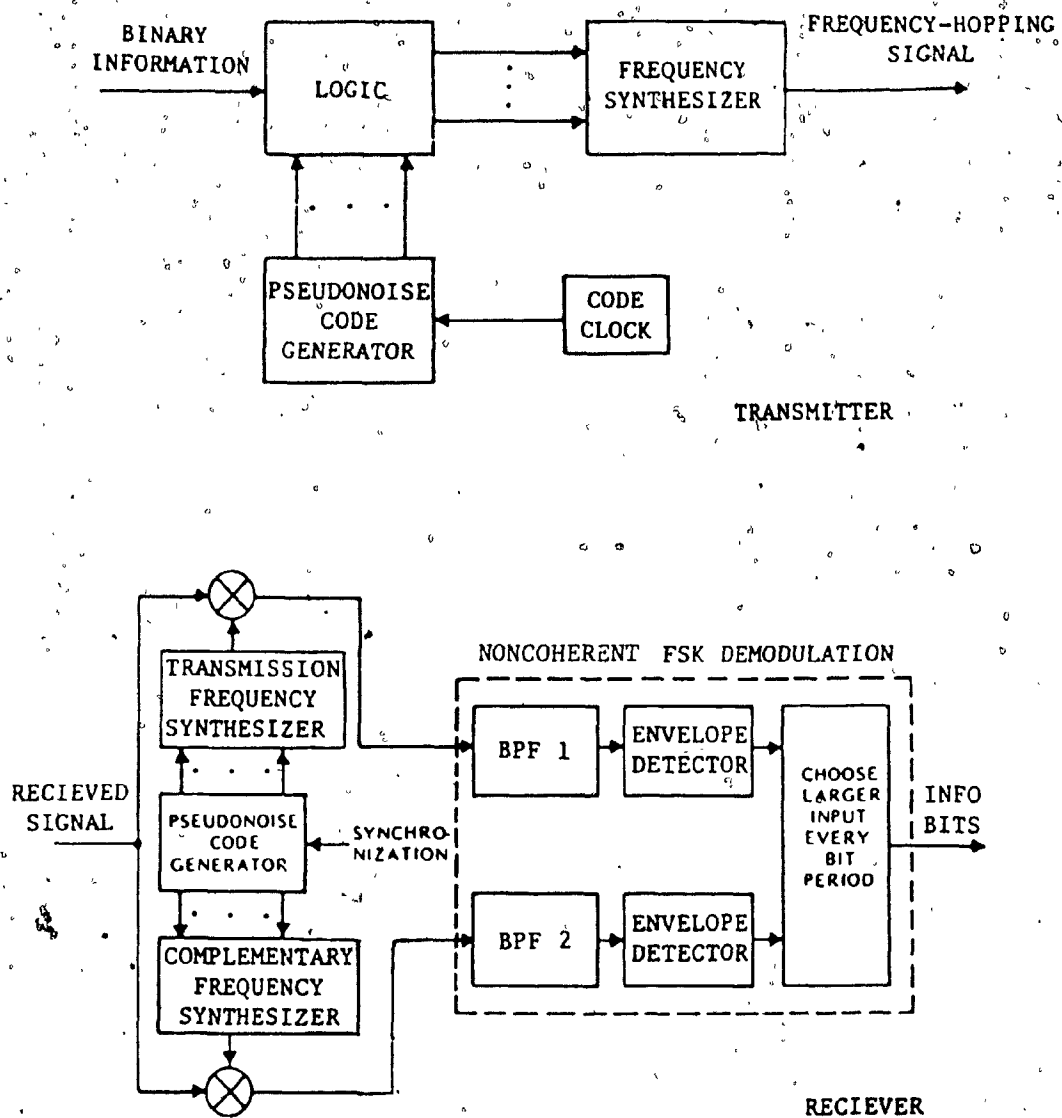 BINARY
INFORMATION
LOGIC
FREQUENCY
SYNTHESIZER
FREQUENCY-HOPPING
SIGNAL
PSEUDONOISE
CODE
GENERATOR
CODE
CLOCK
TRANSMITTER
NONCOHERENT FSK DEMODULATION
TRANSMISSION
FREQUENCY
SYNTHESIZER
BPF 1
ENVELOPE
DETECTOR
RECIEVED
SIGNAL
PSEUDONOISE
CODE
GENERATOR
SYNCHRO-
NIZATION
CHOOSE
LARGER
INPUT
EVERY
BIT
PERIOD
INFO
BITS
COMPLEMENTARY
FREQUENCY
SYNTHESIZER
BPF 2
ENVELOPE
DETECTOR
RECIEVER